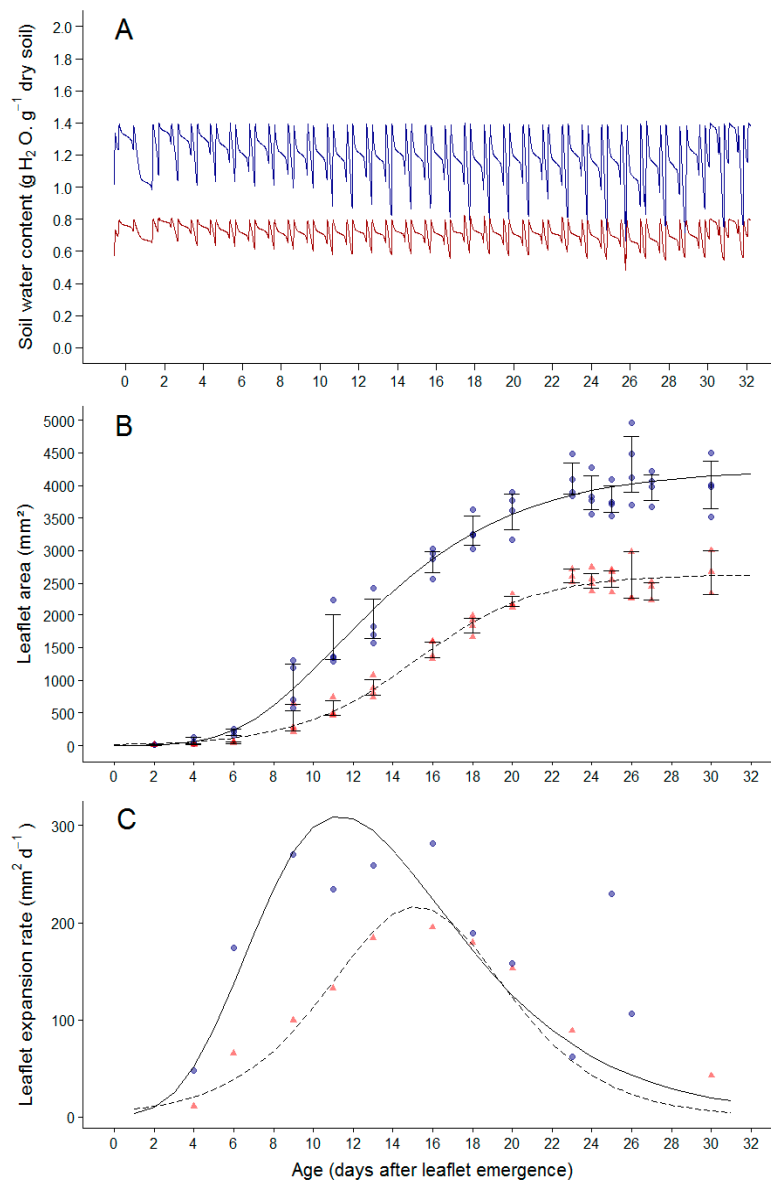 A
Soil water content (g H₂ O. g⁻¹ dry soil)
2.0
1.8
1.6
1.4
1.2
1.0
0.8
0.6
0.4
0.2
0.0
0 2 4 6 8 10 12 14 16 18 20 22 24 26 28 30 32
B
Leaflet area (mm²)
5000
4500
4000
3500
3000
2500
2000
1500
1000
500
0
0 2 4 6 8 10 12 14 16 18 20 22 24 26 28 30 32
C
Leaflet expansion rate (mm² d⁻¹ )
300
200
100
0
0 2 4 6 8 10 12 14 16 18 20 22 24 26 28 30 32
Age (days after leaflet emergence)